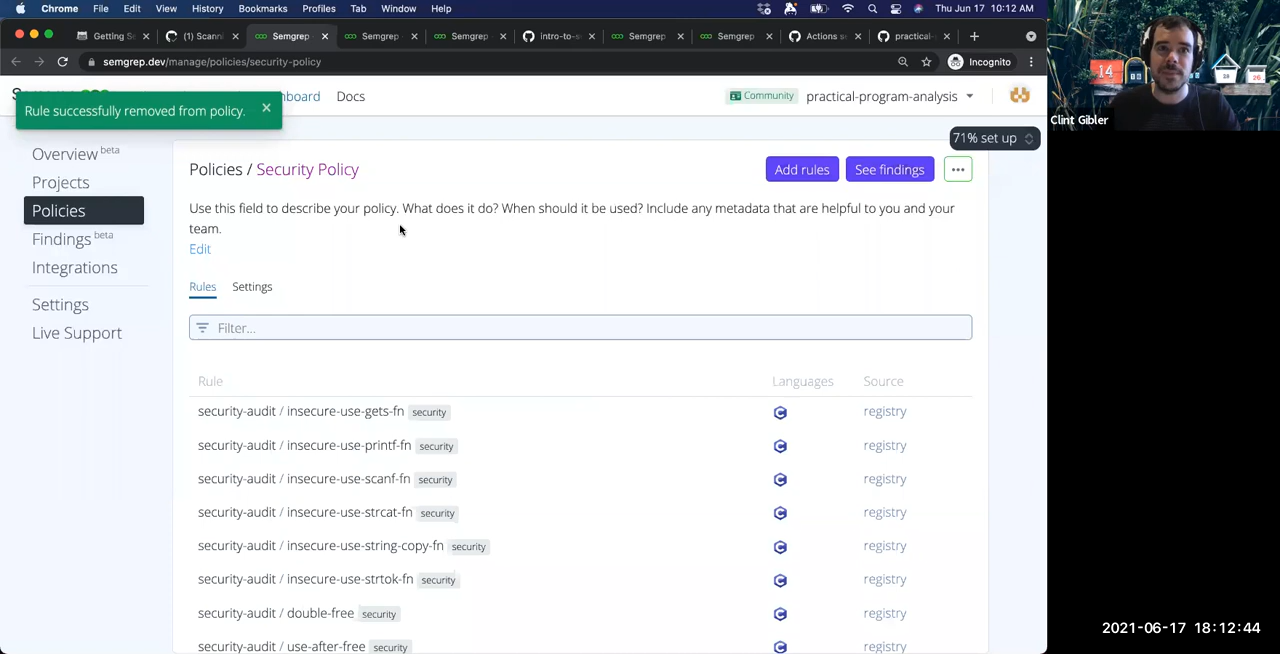 Chrome File Edit View History Bookmarks Profiles Tab Window Help Thu Jun 17 10:12 AM
Getting S (1) Scann Semgrep Semgrep Semgrep intro-to-s Semgrep Semgrep Actions se practical-
semgrep.dev/manage/policies/security-policy Incognito
board Docs Community practical-program-analysis
Rule successfully removed from policy.
71% set up
Overview beta
Projects
Policies
Findings beta
Integrations
Settings
Live Support
Policies / Security Policy
Add rules See findings ...
Use this field to describe your policy. What does it do? When should it be used? Include any metadata that are helpful to you and your
team.
Edit
Rules Settings
Filter...
Rule Languages Source
security-audit / insecure-use-gets-fn security C registry
security-audit / insecure-use-printf-fn security C registry
security-audit / insecure-use-scanf-fn security C registry
security-audit / insecure-use-strcat-fn security C registry
security-audit / insecure-use-string-copy-fn security C registry
security-audit / insecure-use-strtok-fn security C registry
security-audit / double-free security C registry
security-audit / use-after-free security C registry
14
Clint Gibler
2021-06-17 18:12:44